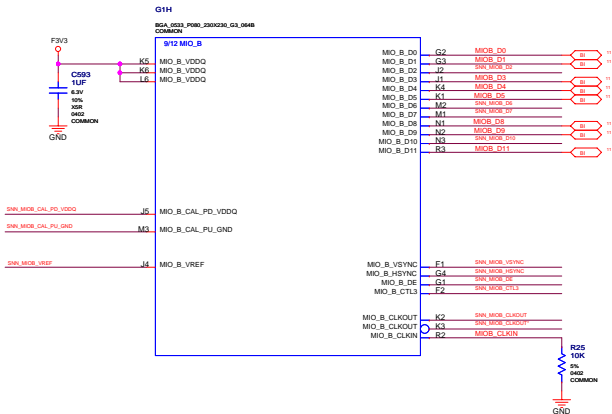 G1H
BGA_0533_P080_230X230_G3_064B
COMMON
9/12 MIO_B
F3V3
C593
1UF
6.3V
10%
X5R
0402
COMMON
GND
K5 MIO_B_VDDQ
K6 MIO_B_VDDQ
L6 MIO_B_VDDQ
SNN_MIOB_CAL_PD_VDDQ J5 MIO_B_CAL_PD_VDDQ
SNN_MIOB_CAL_PU_GND M3 MIO_B_CAL_PU_GND
SNN_MIOB_VREF J4 MIO_B_VREF
MIO_B_D0 G2 MIOB_D0 BI
MIO_B_D1 G3 MIOB_D1 BI
MIO_B_D2 J2 SNN_MIOB_D2
MIO_B_D3 J1 MIOB_D3 BI
MIO_B_D4 K4 MIOB_D4 BI
MIO_B_D5 K1 MIOB_D5 BI
MIO_B_D6 M2 SNN_MIOB_D6
MIO_B_D7 M1 SNN_MIOB_D7
MIO_B_D8 N1 MIOB_D8 BI
MIO_B_D9 N2 MIOB_D9 BI
MIO_B_D10 N3 SNN_MIOB_D10
MIO_B_D11 R3 MIOB_D11 BI
MIO_B_VSYNC F1 SNN_MIOB_VSYNC
MIO_B_HSYNC G4 SNN_MIOB_HSYNC
MIO_B_DE G1 SNN_MIOB_DE
MIO_B_CTL3 F2 SNN_MIOB_CTL3
MIO_B_CLKOUT K2 SNN_MIOB_CLKOUT
MIO_B_CLKOUT K3 SNN_MIOB_CLKOUT*
MIO_B_CLKIN R2 MIOB_CLKIN
R25
10K
5%
0402
COMMON
GND